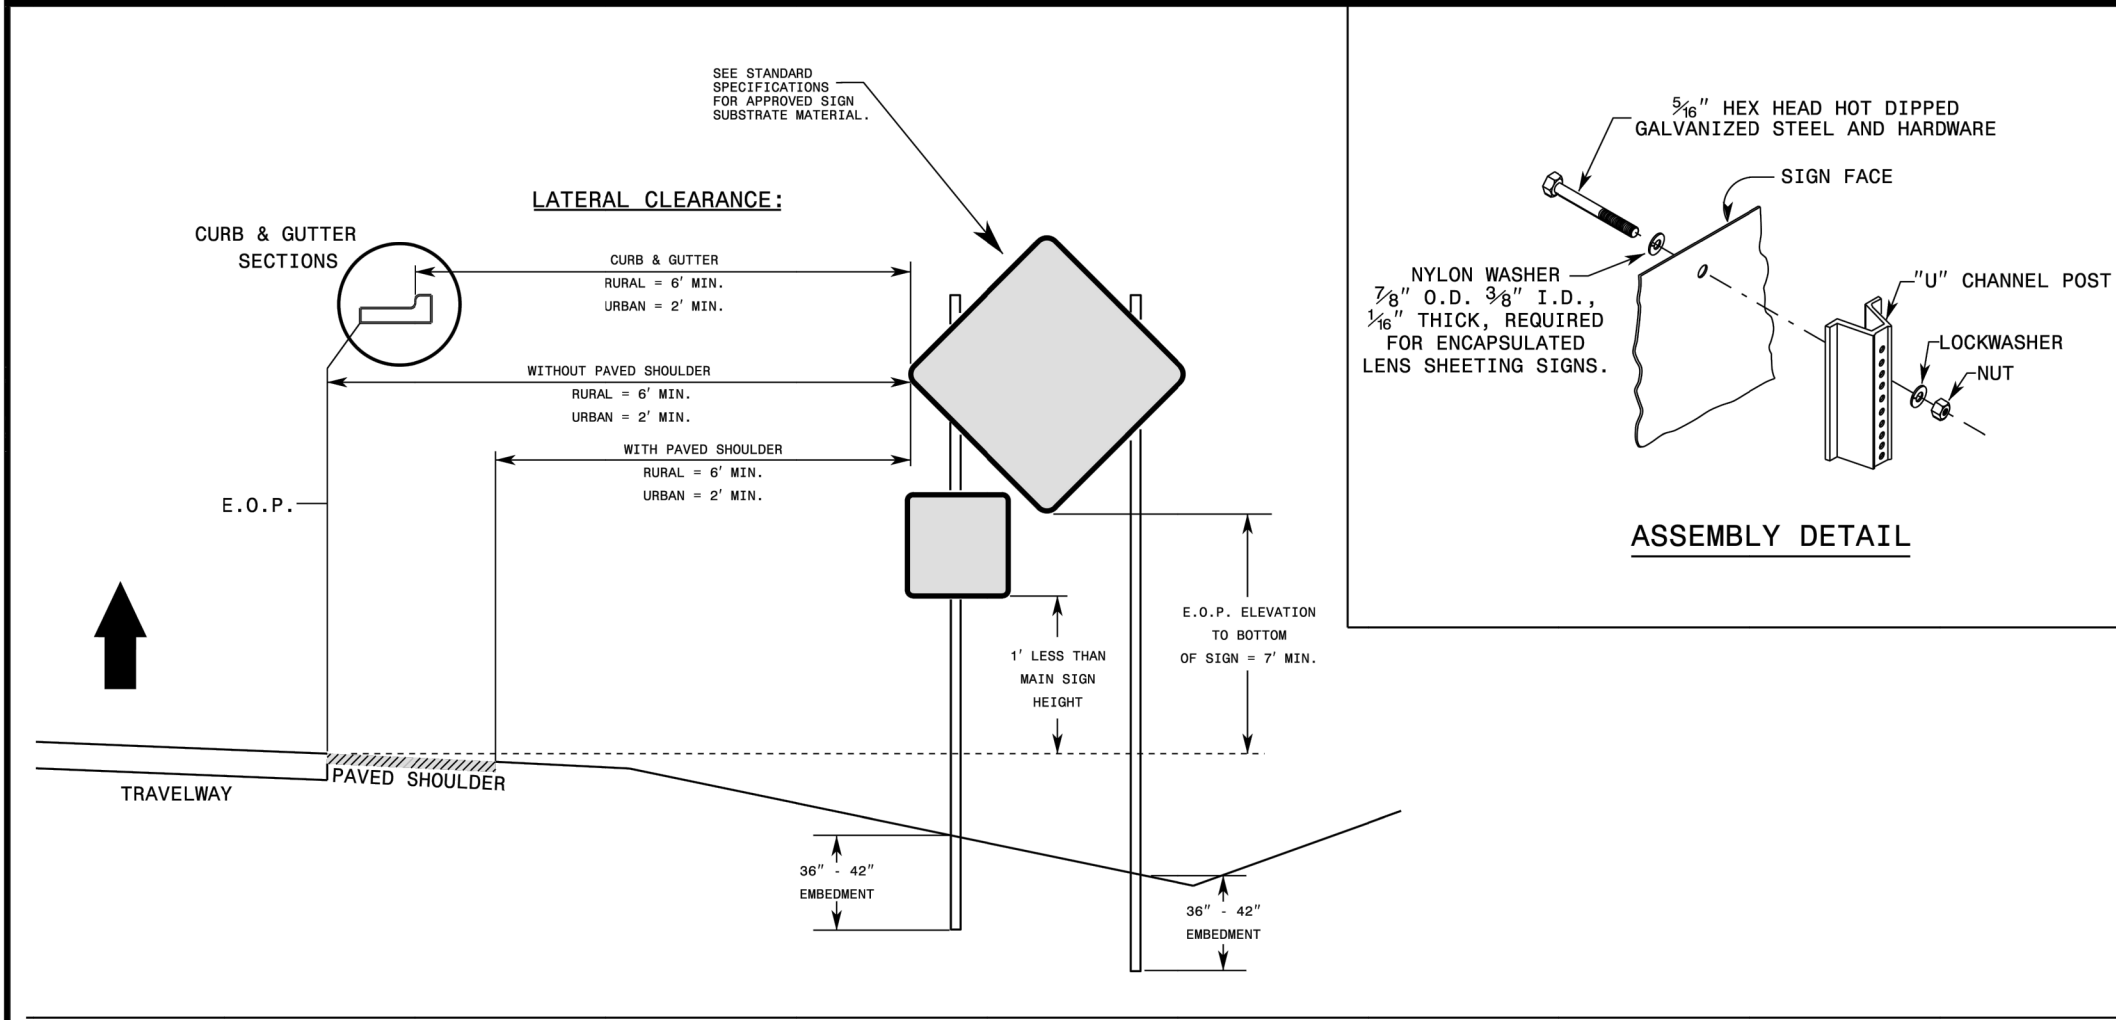 SEE STANDARD
SPECIFICATIONS
FOR APPROVED SIGN
SUBSTRATE MATERIAL.
LATERAL CLEARANCE:
CURB & GUTTER
SECTIONS
CURB & GUTTER
RURAL = 6' MIN.
URBAN = 2' MIN.
WITHOUT PAVED SHOULDER
RURAL = 6' MIN.
URBAN = 2' MIN.
WITH PAVED SHOULDER
RURAL = 6' MIN.
URBAN = 2' MIN.
E.O.P.
E.O.P. ELEVATION
TO BOTTOM
OF SIGN = 7' MIN.
1' LESS THAN
MAIN SIGN
HEIGHT
PAVED SHOULDER
TRAVELWAY
36" - 42"
EMBEDMENT
36" - 42"
EMBEDMENT
5/16" HEX HEAD HOT DIPPED
GALVANIZED STEEL AND HARDWARE
SIGN FACE
NYLON WASHER
7/8" O.D. 3/8" I.D.,
1/16" THICK, REQUIRED
FOR ENCAPSULATED
LENS SHEETING SIGNS.
"U" CHANNEL POST
LOCKWASHER
NUT
ASSEMBLY DETAIL